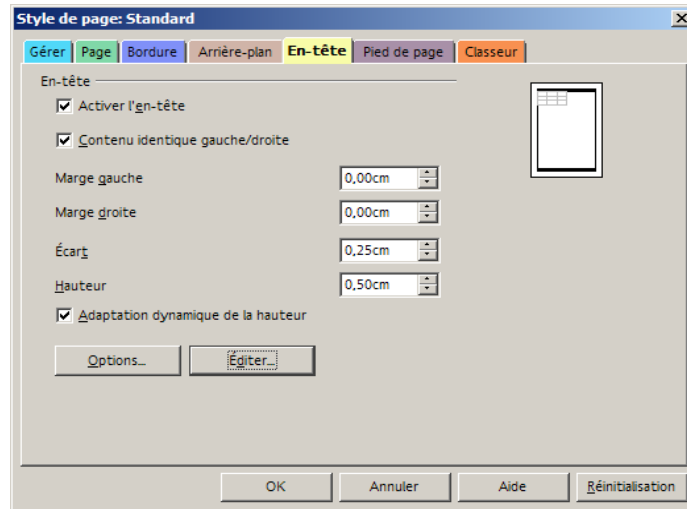 Style de page: Standard
Gérer Page Bordure Arrière-plan En-tête Pied de page Classeur
En-tête
Activer l'en-tête
Contenu identique gauche/droite
Marge gauche 0,00cm
Marge droite 0,00cm
Écart 0,25cm
Hauteur 0,50cm
Adaptation dynamique de la hauteur
Options... Éditer...
OK Annuler Aide Réinitialisation